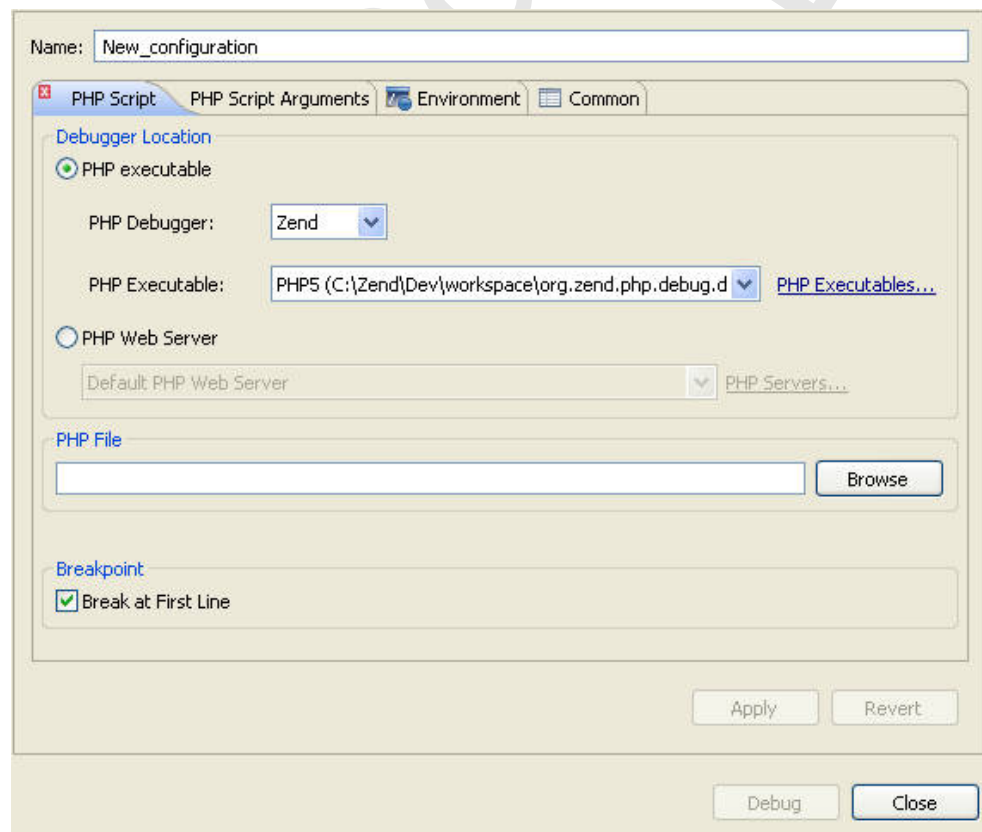 Name: New_configuration
PHP Script PHP Script Arguments Environment Common
Debugger Location
PHP executable
PHP Debugger: Zend
PHP Executable: PHP5 (C:\Zend\Dev\workspace\org.zend.php.debug.d PHP Executables...
PHP Web Server
Default PHP Web Server PHP Servers...
PHP File
Browse
Breakpoint
Break at First Line
Apply Revert
Debug Close